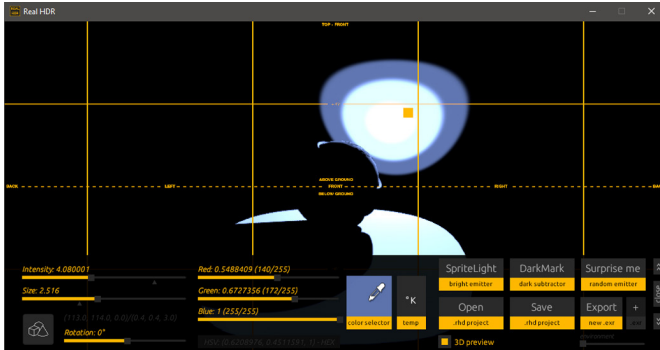 Real HDR
TOP - FRONT
ABOVE GROUND
BACK LEFT FRONT RIGHT
BELOW GROUND
Intensity: 4.080001
Size: 2.516
Rotation: 0°
Red: 0.5488409 (140/255)
Green: 0.6727356 (172/255)
Blue: 1 (255/255)
color selector
°K
temp
SpriteLight
bright emitter
DarkMark
dark subtractor
Surprise me
random emitter
Open
.rhd project
Save
.rhd project
Export
new .exr
+
.exr
3D preview